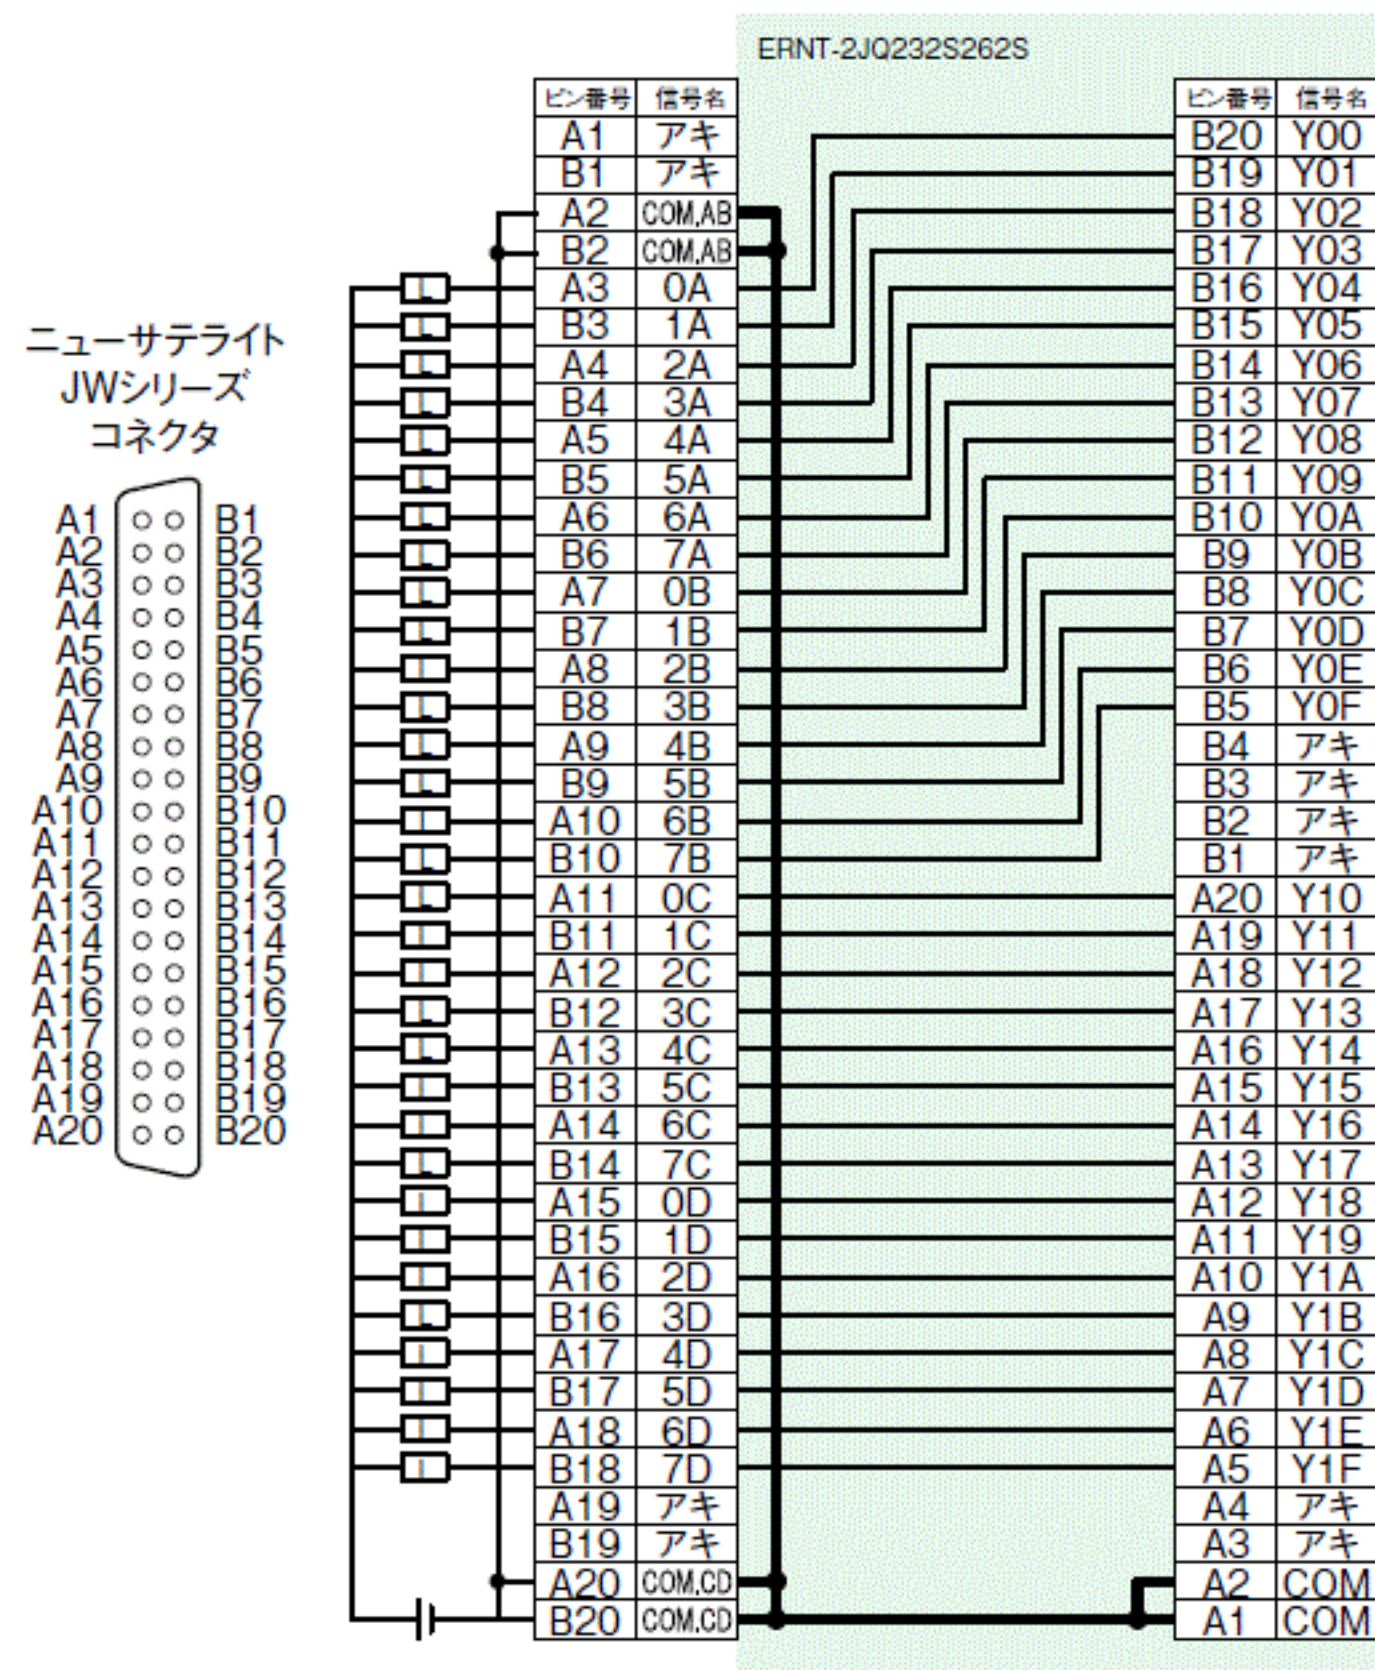 ERNT-2JQ232S262S
ピン番号 信号名 ピン番号 信号名
A1 アキ B20 Y00
B1 アキ B19 Y01
A2 COM,AB B18 Y02
B2 COM,AB B17 Y03
A3 0A B16 Y04
B3 1A B15 Y05
A4 2A B14 Y06
B4 3A B13 Y07
A5 4A B12 Y08
B5 5A B11 Y09
A6 6A B10 Y0A
B6 7A B9 Y0B
A7 0B B8 Y0C
B7 1B B7 Y0D
A8 2B B6 Y0E
B8 3B B5 Y0F
A9 4B B4 アキ
B9 5B B3 アキ
A10 6B B2 アキ
B10 7B B1 アキ
A11 0C A20 Y10
B11 1C A19 Y11
A12 2C A18 Y12
B12 3C A17 Y13
A13 4C A16 Y14
B13 5C A15 Y15
A14 6C A14 Y16
B14 7C A13 Y17
A15 0D A12 Y18
B15 1D A11 Y19
A16 2D A10 Y1A
B16 3D A9 Y1B
A17 4D A8 Y1C
B17 5D A7 Y1D
A18 6D A6 Y1E
B18 7D A5 Y1F
A19 アキ A4 アキ
B19 アキ A3 アキ
A20 COM,CD A2 COM
B20 COM,CD A1 COM
ニューサテライト
JWシリーズ
コネクタ
A1 B1
A2 B2
A3 B3
A4 B4
A5 B5
A6 B6
A7 B7
A8 B8
A9 B9
A10 B10
A11 B11
A12 B12
A13 B13
A14 B14
A15 B15
A16 B16
A17 B17
A18 B18
A19 B19
A20 B20